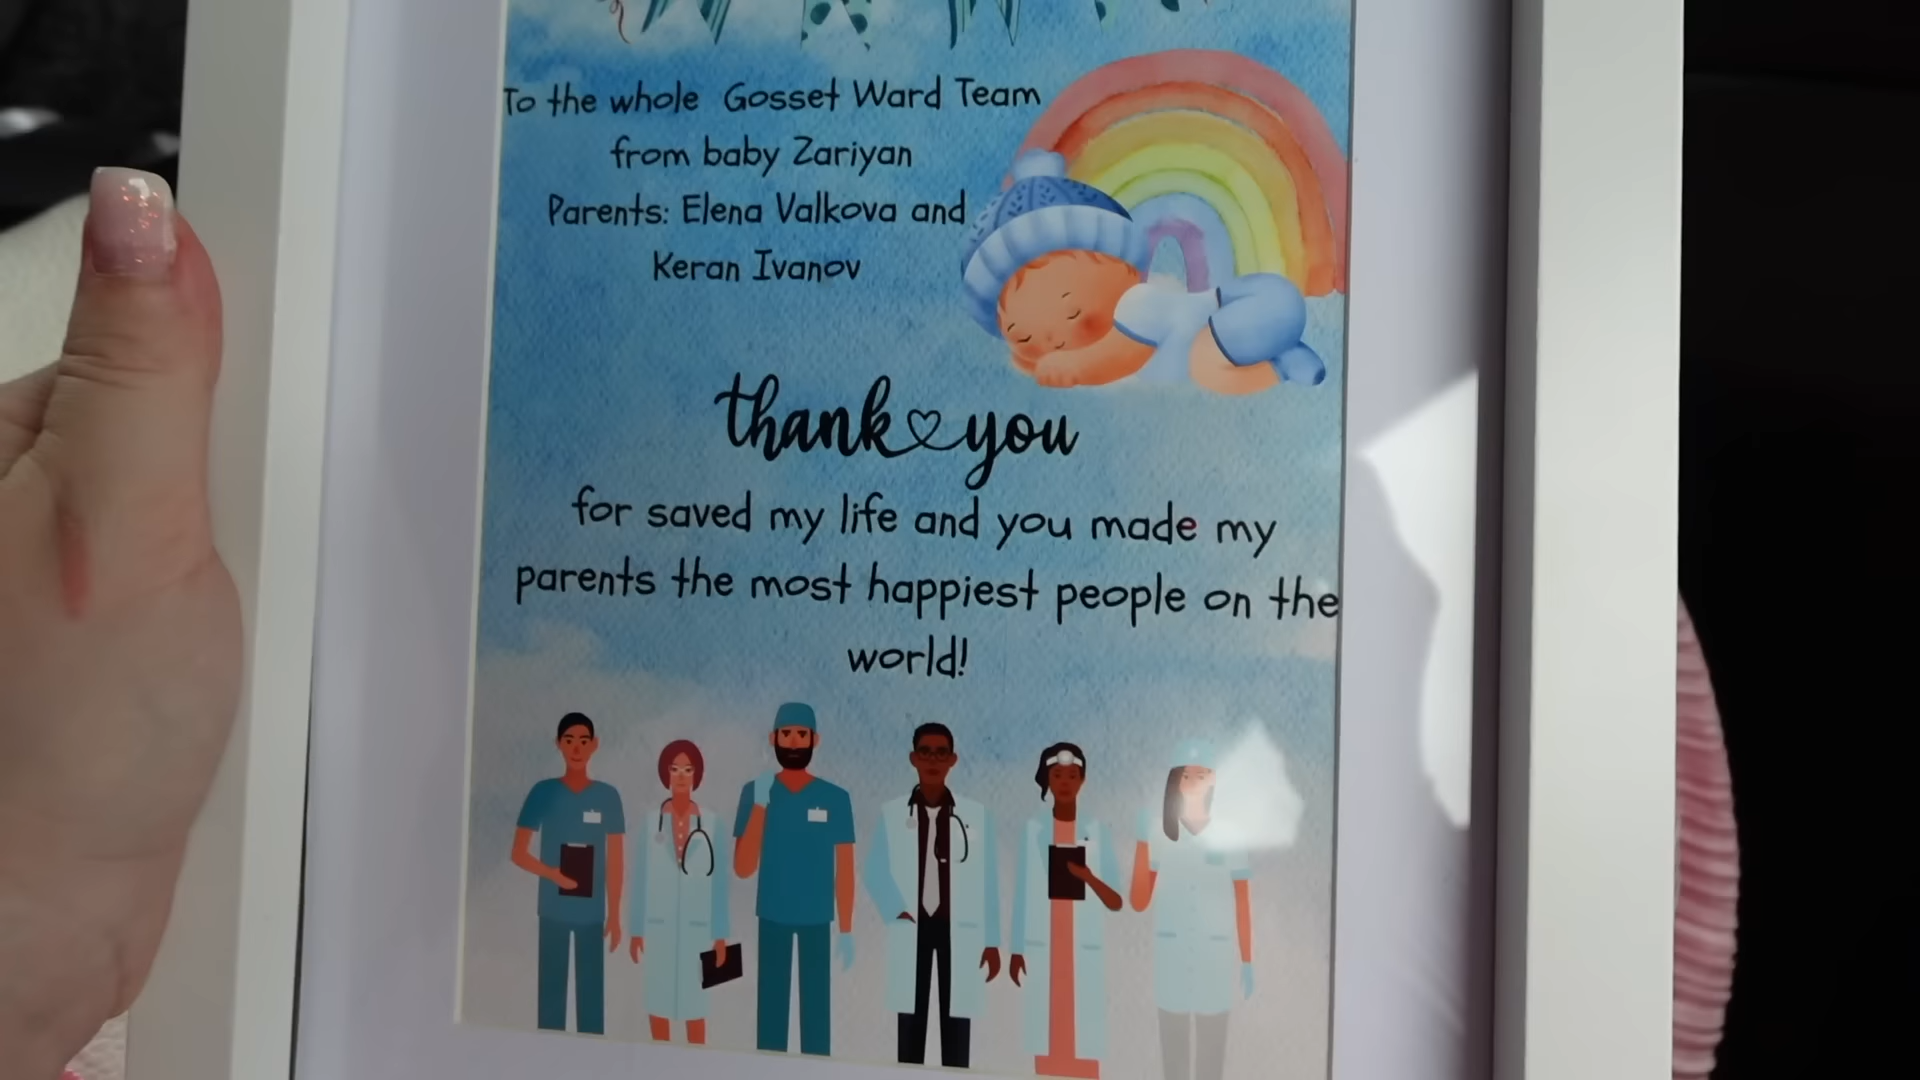 To the whole Gosset Ward Team
from baby Zariyan
Parents: Elena Valkova and
Keran Ivanov
thank you
for saved my life and you made my
parents the most happiest people on the
world!